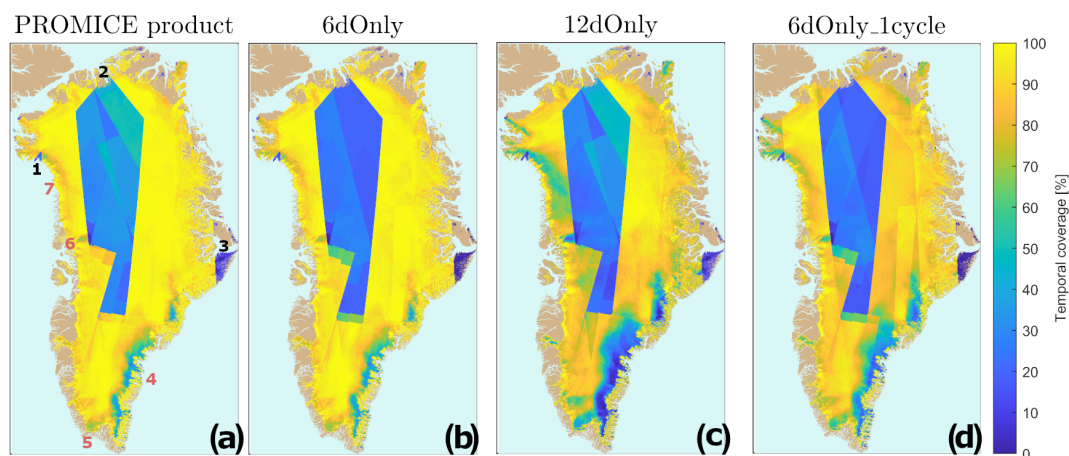 PROMICE product
6dOnly
12dOnly
6dOnly_1cycle
2
1
7
6
3
4
5
(a)
(b)
(c)
(d)
100
90
80
70
60
50
40
30
20
10
0
Temporal coverage [%]